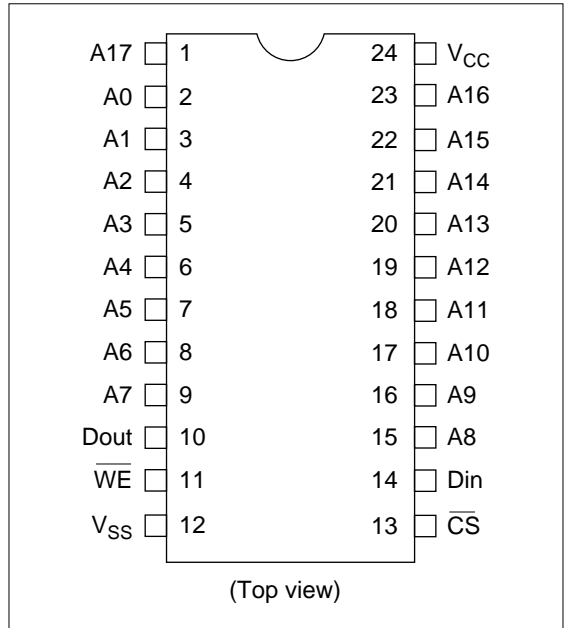 A17 1 24 VCC
A0 2 23 A16
A1 3 22 A15
A2 4 21 A14
A3 5 20 A13
A4 6 19 A12
A5 7 18 A11
A6 8 17 A10
A7 9 16 A9
Dout 10 15 A8
W̅E̅ 11 14 Din
VSS 12 13 C̅S̅
(Top view)